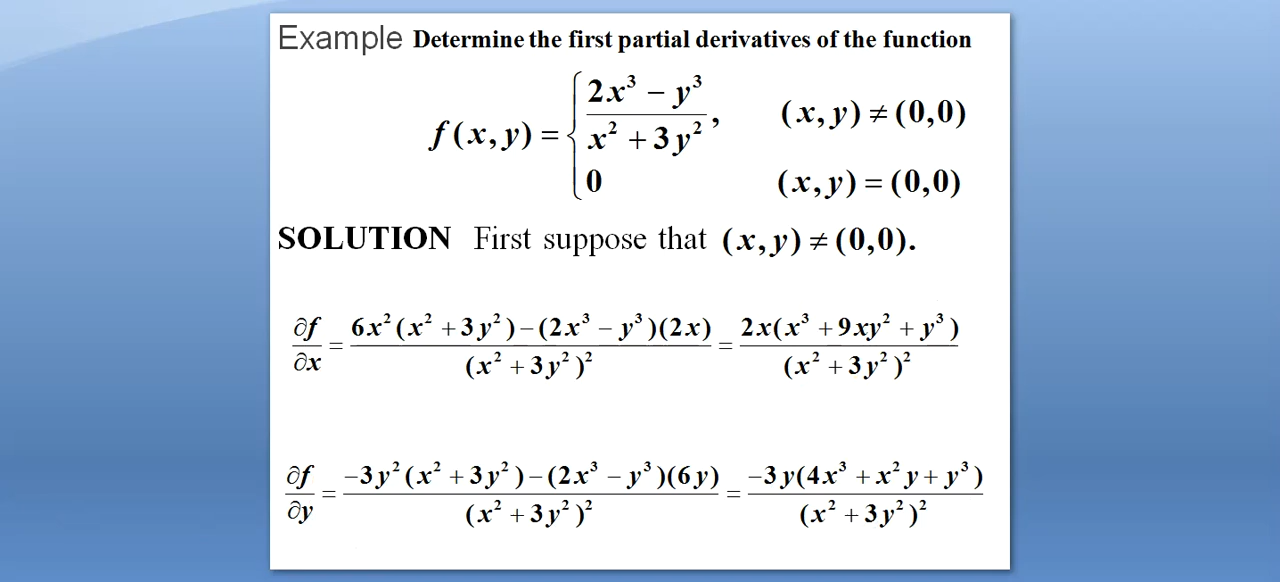 Example Determine the first partial derivatives of the function
f(x,y) = { (2x³ − y³)/(x² + 3y²), (x,y) ≠ (0,0)
0 (x,y) = (0,0)
SOLUTION First suppose that (x,y) ≠ (0,0).
∂f/∂x = (6x²(x² + 3y²) − (2x³ − y³)(2x))/(x² + 3y²)² = (2x(x³ + 9xy² + y³))/(x² + 3y²)²
∂f/∂y = (−3y²(x² + 3y²) − (2x³ − y³)(6y))/(x² + 3y²)² = (−3y(4x³ + x²y + y³))/(x² + 3y²)²